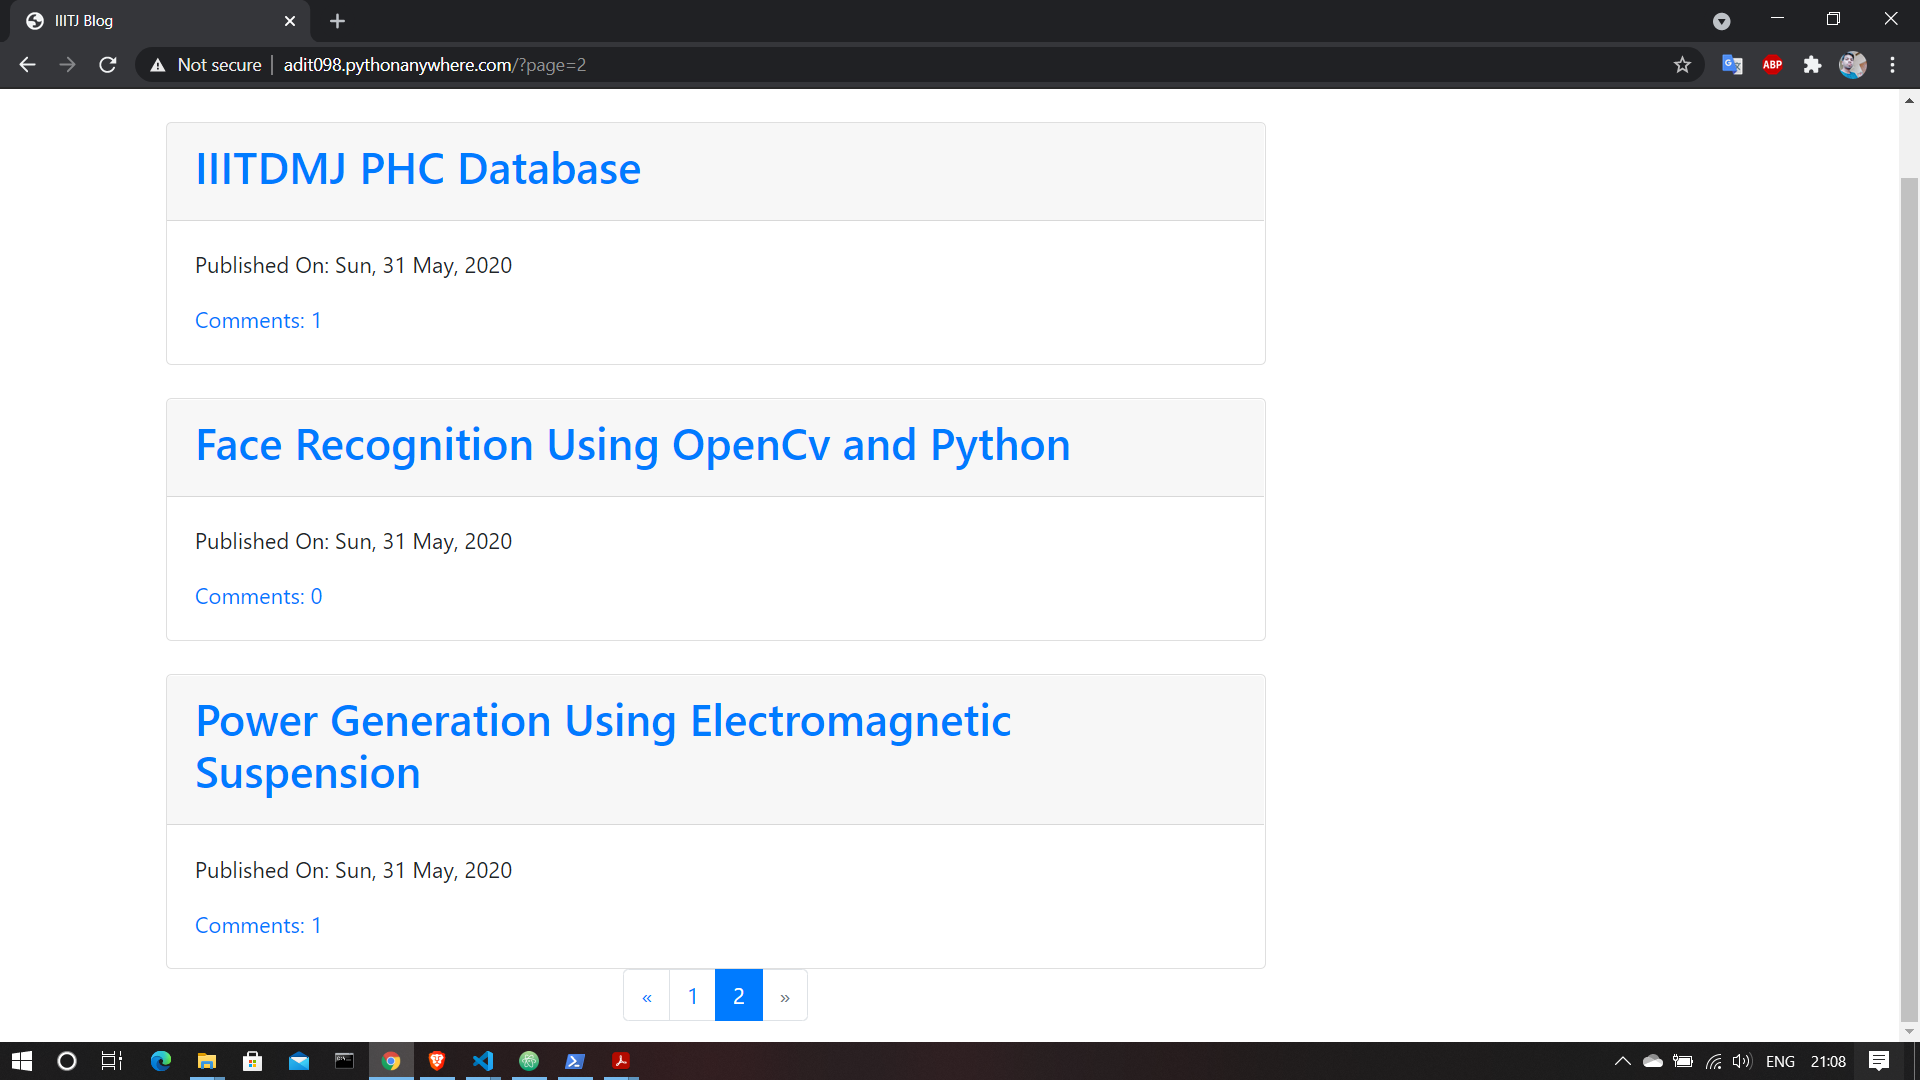 IIITJ Blog
Not secure | adit098.pythonanywhere.com/?page=2
ABP
IIITDMJ PHC Database
Published On: Sun, 31 May, 2020
Comments: 1
Face Recognition Using OpenCv and Python
Published On: Sun, 31 May, 2020
Comments: 0
Power Generation Using Electromagnetic
Suspension
Published On: Sun, 31 May, 2020
Comments: 1
« 1 2 »
ENG 21:08